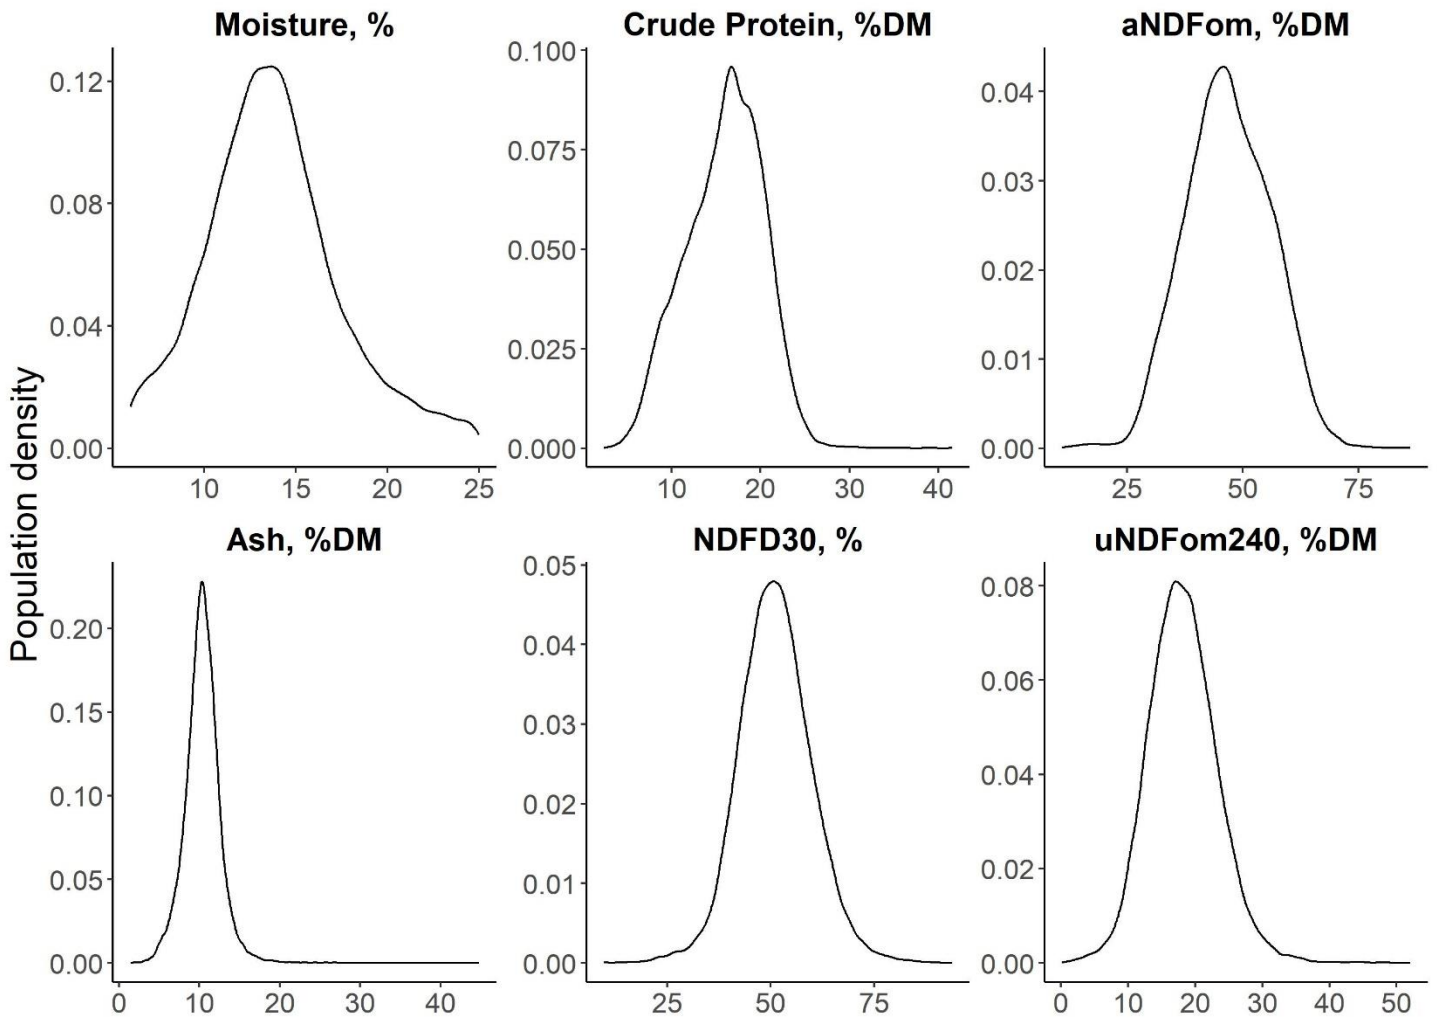 Population density
Moisture, %
0.12
0.08
0.04
0.00
10 15 20 25
Crude Protein, %DM
0.100
0.075
0.050
0.025
0.000
10 20 30 40
aNDFom, %DM
0.04
0.03
0.02
0.01
0.00
25 50 75
Ash, %DM
0.20
0.15
0.10
0.05
0.00
0 10 20 30 40
NDFD30, %
0.05
0.04
0.03
0.02
0.01
0.00
25 50 75
uNDFom240, %DM
0.08
0.06
0.04
0.02
0.00
0 10 20 30 40 50